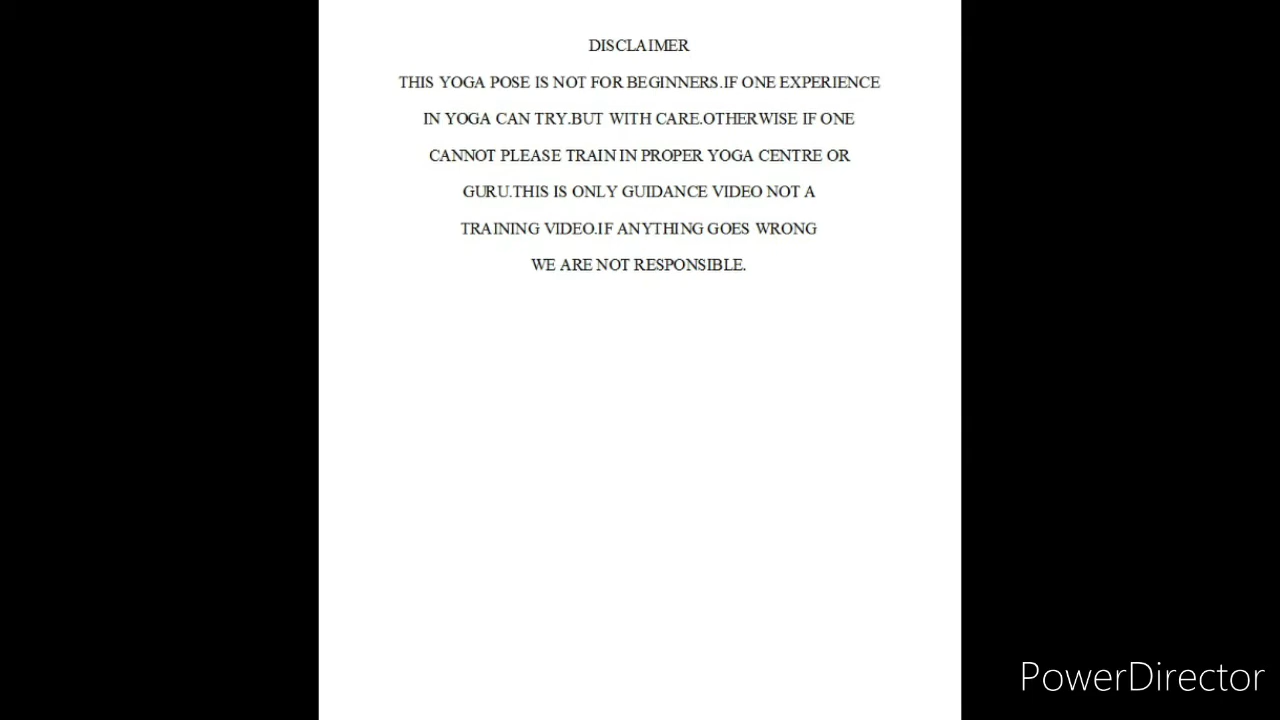 DISCLAIMER
THIS YOGA POSE IS NOT FOR BEGINNERS.IF ONE EXPERIENCE
IN YOGA CAN TRY.BUT WITH CARE.OTHERWISE IF ONE
CANNOT PLEASE TRAIN IN PROPER YOGA CENTRE OR
GURU.THIS IS ONLY GUIDANCE VIDEO NOT A
TRAINING VIDEO.IF ANYTHING GOES WRONG
WE ARE NOT RESPONSIBLE.
PowerDirector